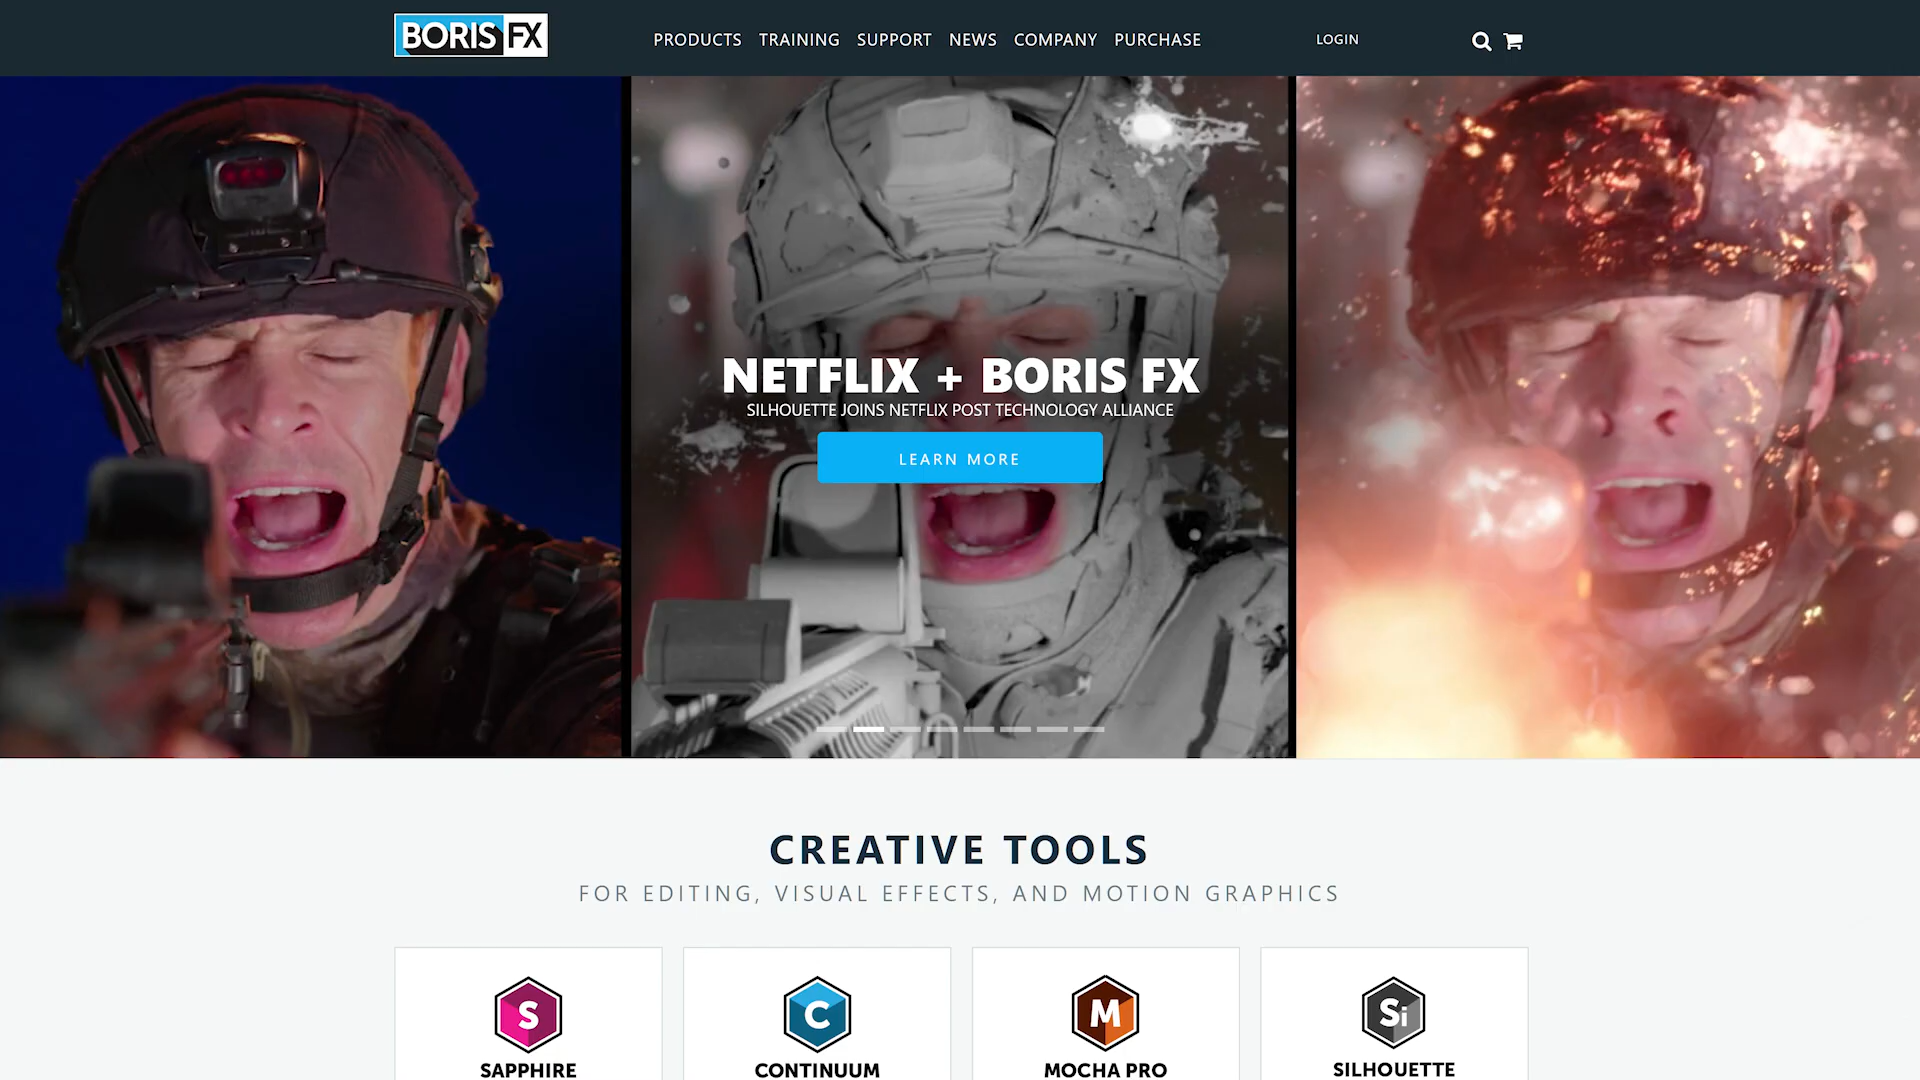 BORIS FX
PRODUCTS TRAINING SUPPORT NEWS COMPANY PURCHASE LOGIN
NETFLIX + BORIS FX
SILHOUETTE JOINS NETFLIX POST TECHNOLOGY ALLIANCE
LEARN MORE
CREATIVE TOOLS
FOR EDITING, VISUAL EFFECTS, AND MOTION GRAPHICS
S C M Si
SAPPHIRE CONTINUUM MOCHA PRO SILHOUETTE